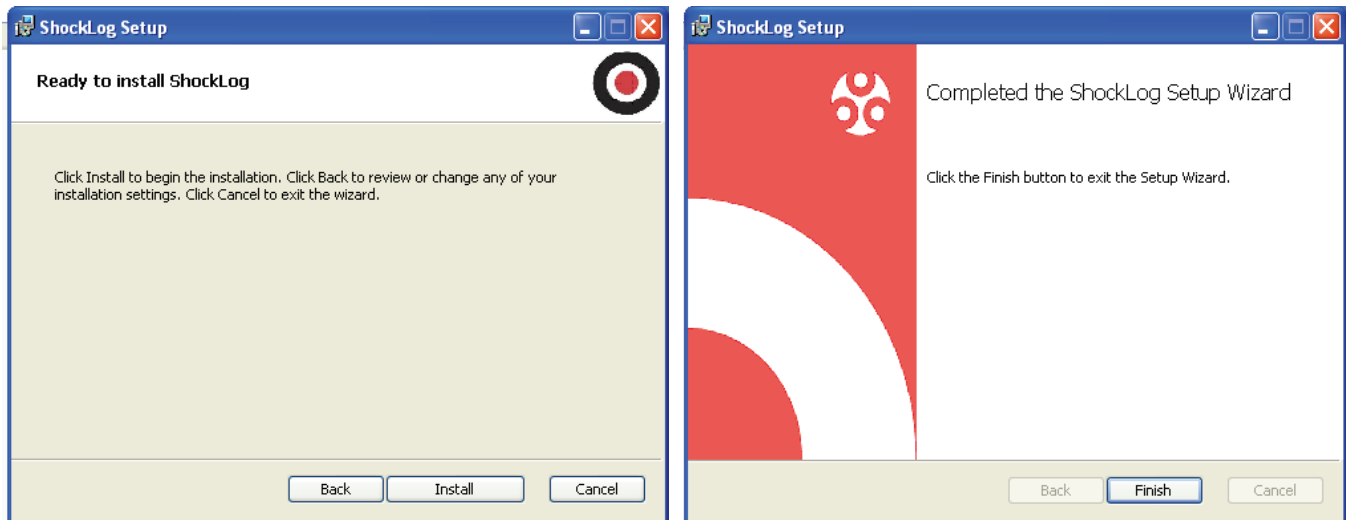 ShockLog Setup
Ready to install ShockLog
Click Install to begin the installation. Click Back to review or change any of your
installation settings. Click Cancel to exit the wizard.
Back Install Cancel
ShockLog Setup
Completed the ShockLog Setup Wizard
Click the Finish button to exit the Setup Wizard.
Back Finish Cancel